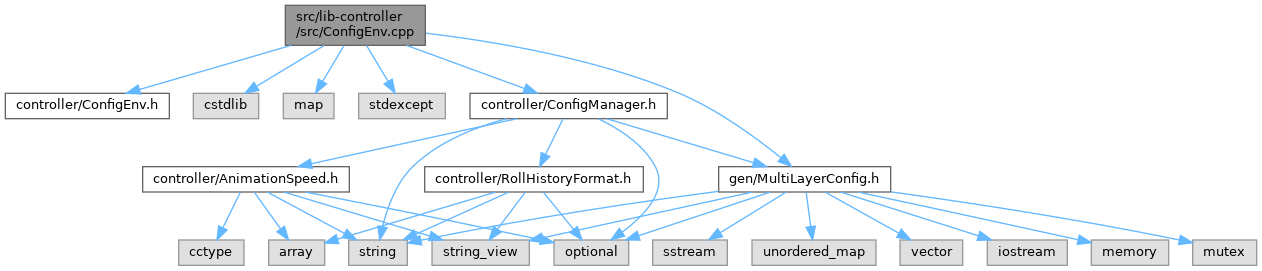 src/lib-controller
/src/ConfigEnv.cpp
controller/ConfigEnv.h
cstdlib
map
stdexcept
controller/ConfigManager.h
controller/AnimationSpeed.h
controller/RollHistoryFormat.h
gen/MultiLayerConfig.h
cctype
array
string
string_view
optional
sstream
unordered_map
vector
iostream
memory
mutex